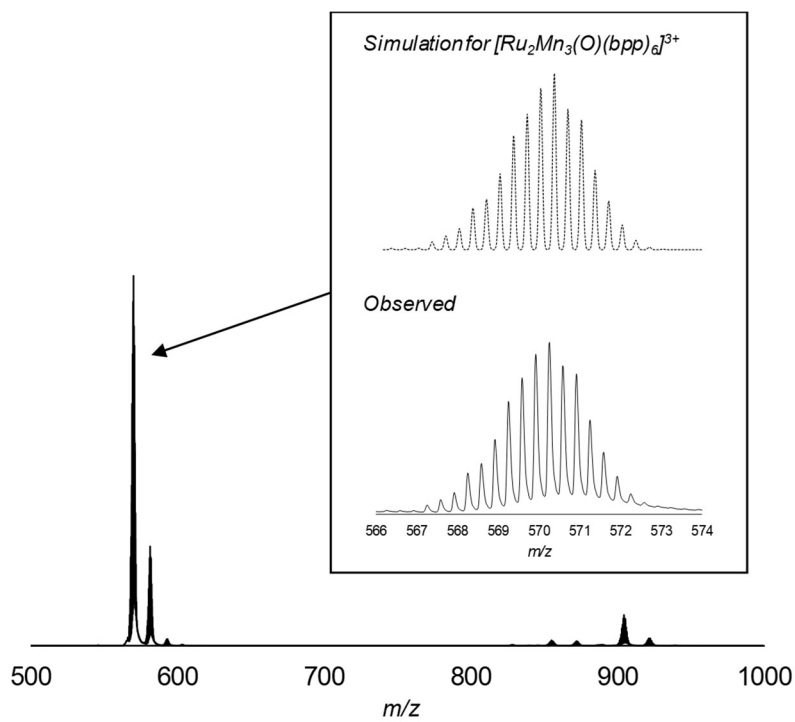 Simulation for [Ru2Mn3(O)(bpp)6]3+
Observed
566 567 568 569 570 571 572 573 574
m/z
500 600 700 800 900 1000
m/z